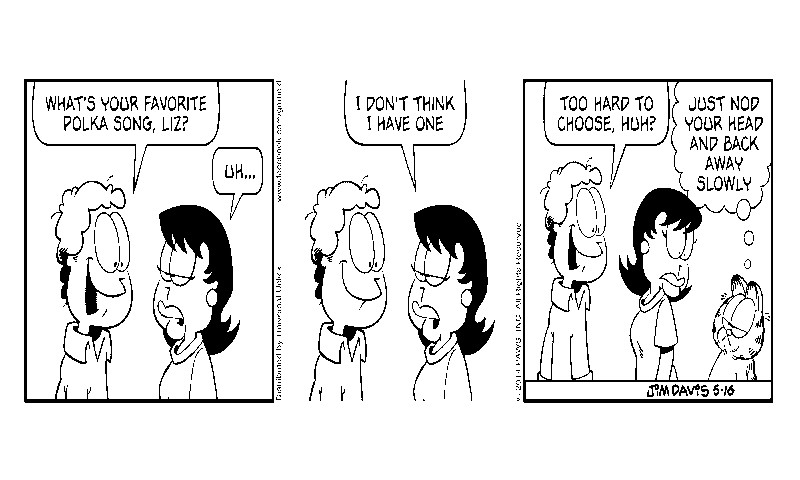 WHAT'S YOUR FAVORITE
POLKA SONG, LIZ?
UH...
I DON'T THINK
I HAVE ONE
TOO HARD TO
CHOOSE, HUH?
JUST NOD
YOUR HEAD
AND BACK
AWAY
SLOWLY
JIM DAVIS 5-16